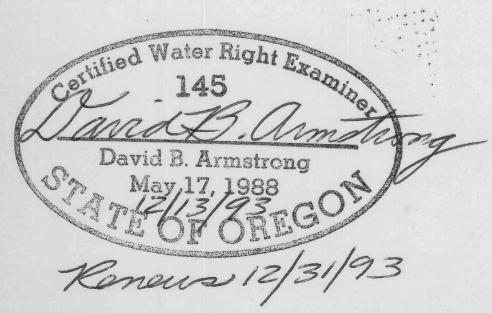 Certified Water Right Examiner
145
David B. Armstrong
David B. Armstrong
May 17, 1988
12/13/93
STATE OF OREGON
Renews 12/31/93